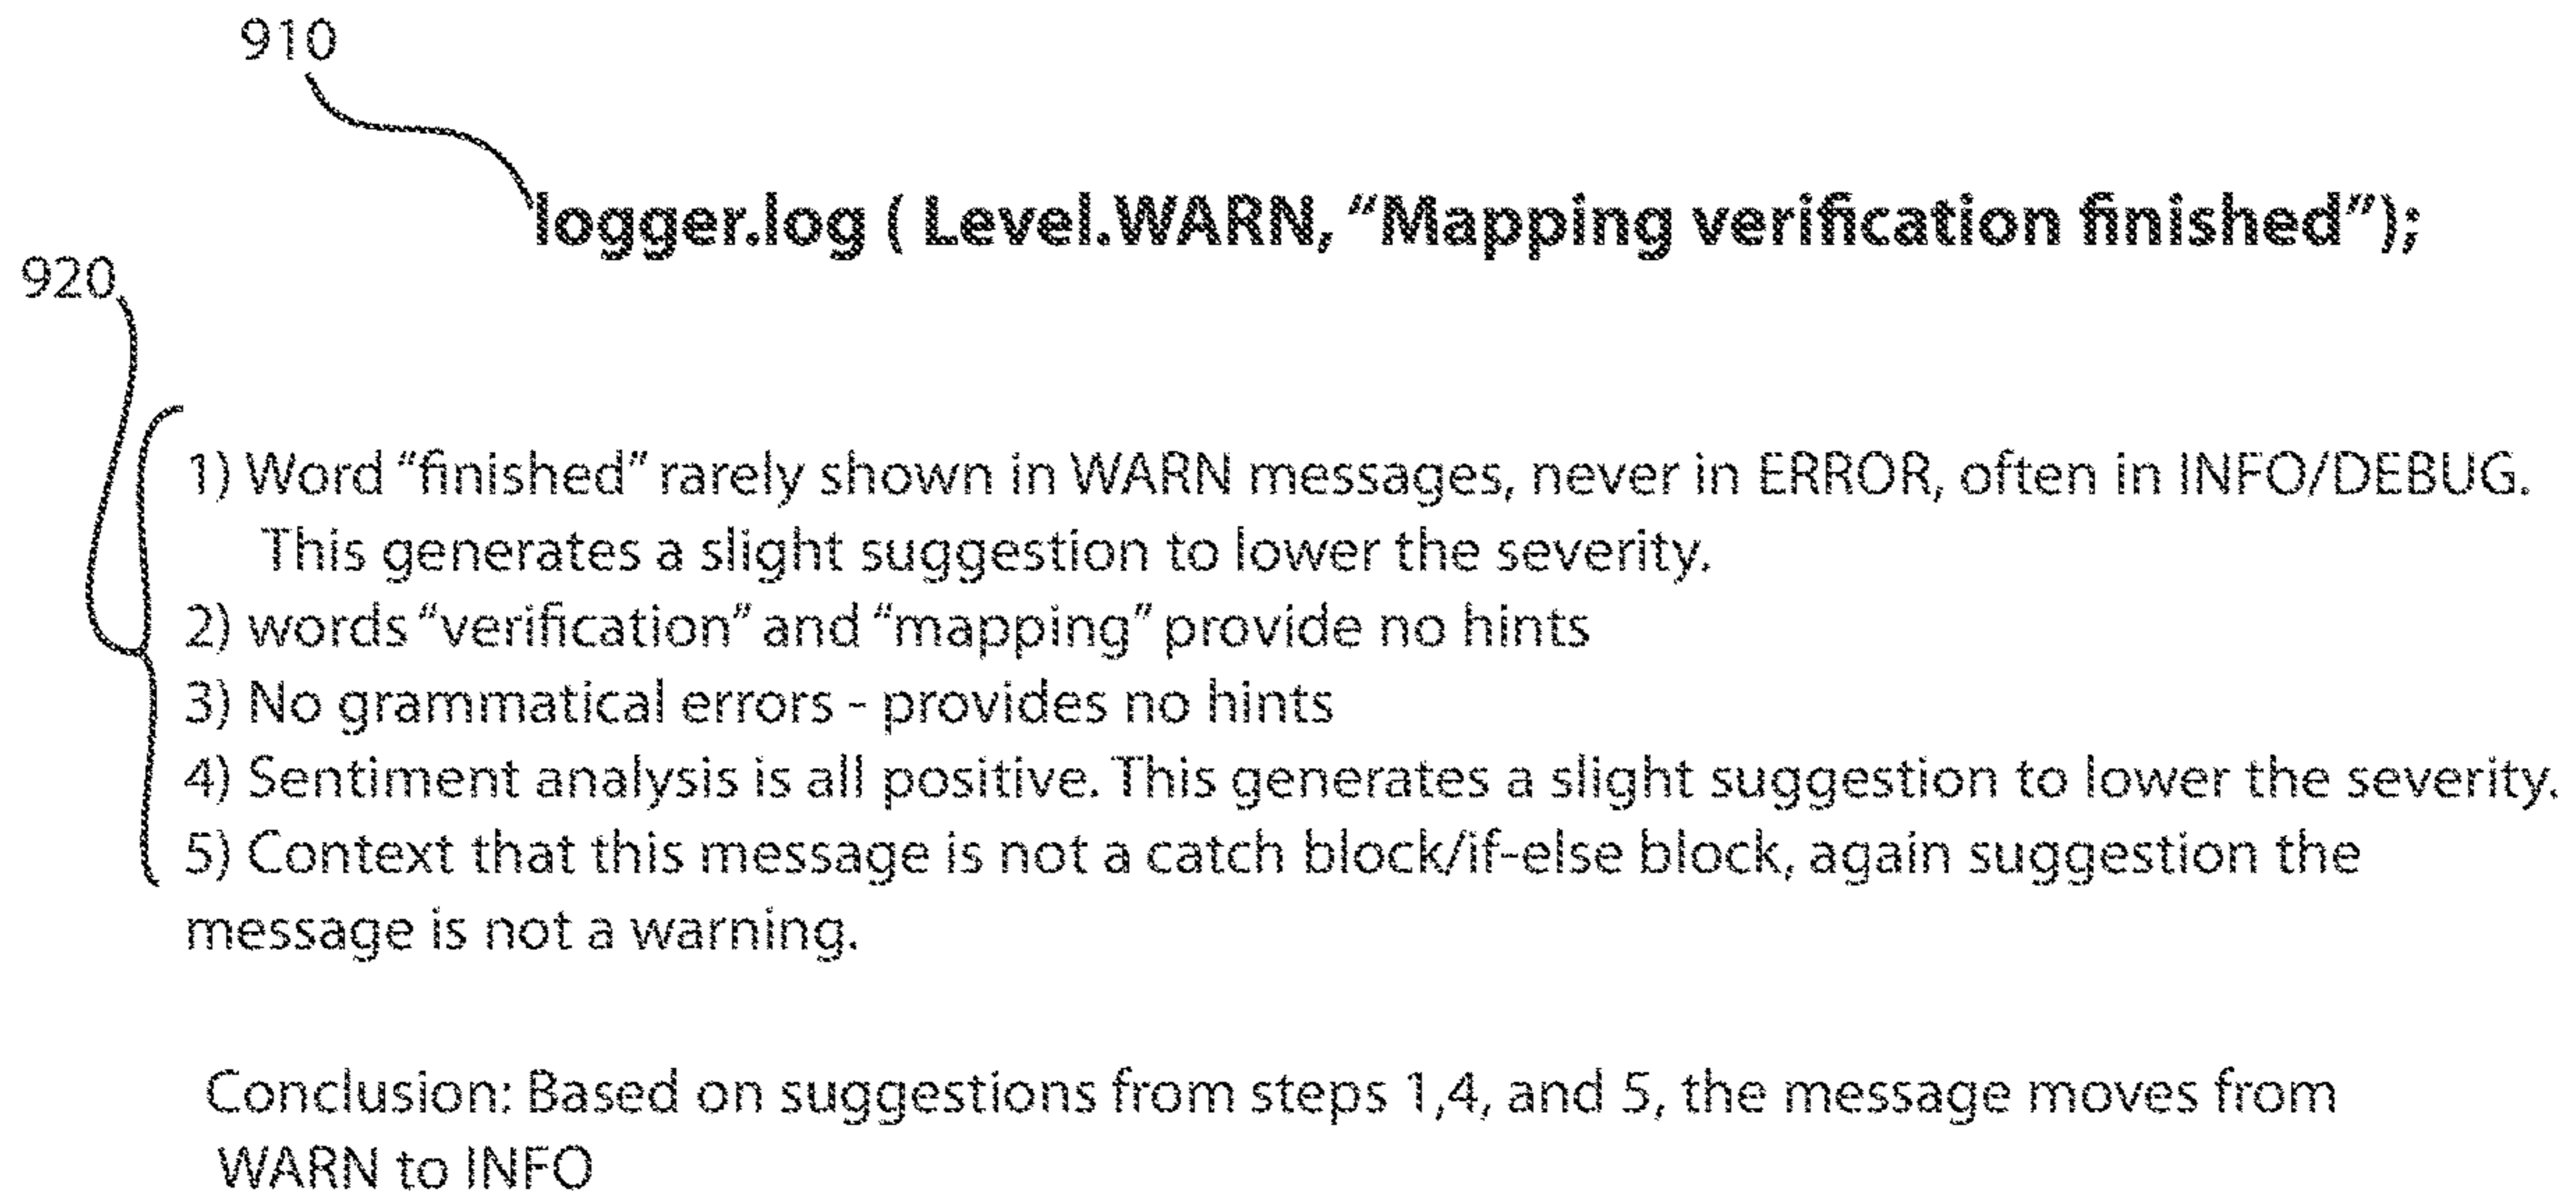 910
logger.log ( Level.WARN, “Mapping verification finished”);
920
1) Word “finished” rarely shown in WARN messages, never in ERROR, often in INFO/DEBUG.
This generates a slight suggestion to lower the severity.
2) words “verification” and “mapping” provide no hints
3) No grammatical errors - provides no hints
4) Sentiment analysis is all positive. This generates a slight suggestion to lower the severity.
5) Context that this message is not a catch block/if-else block, again suggestion the
message is not a warning.
Conclusion: Based on suggestions from steps 1,4, and 5, the message moves from
WARN to INFO